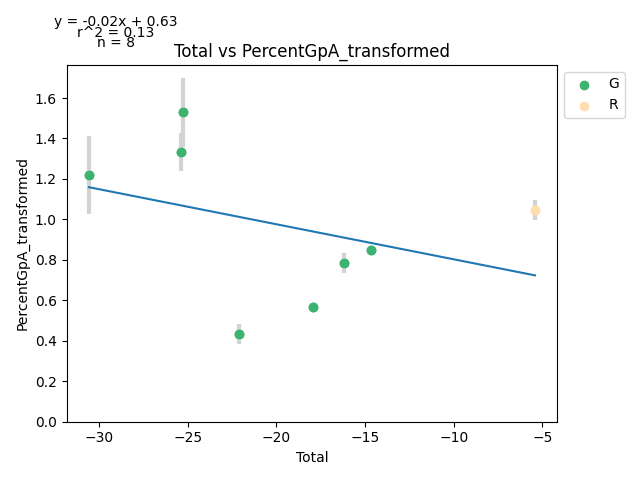 y = -0.02x + 0.63
r^2 = 0.13
n = 8
Total vs PercentGpA_transformed
G
R
PercentGpA_transformed
1.6
1.4
1.2
1.0
0.8
0.6
0.4
0.2
0.0
−30
−25
−20
−15
−10
−5
Total